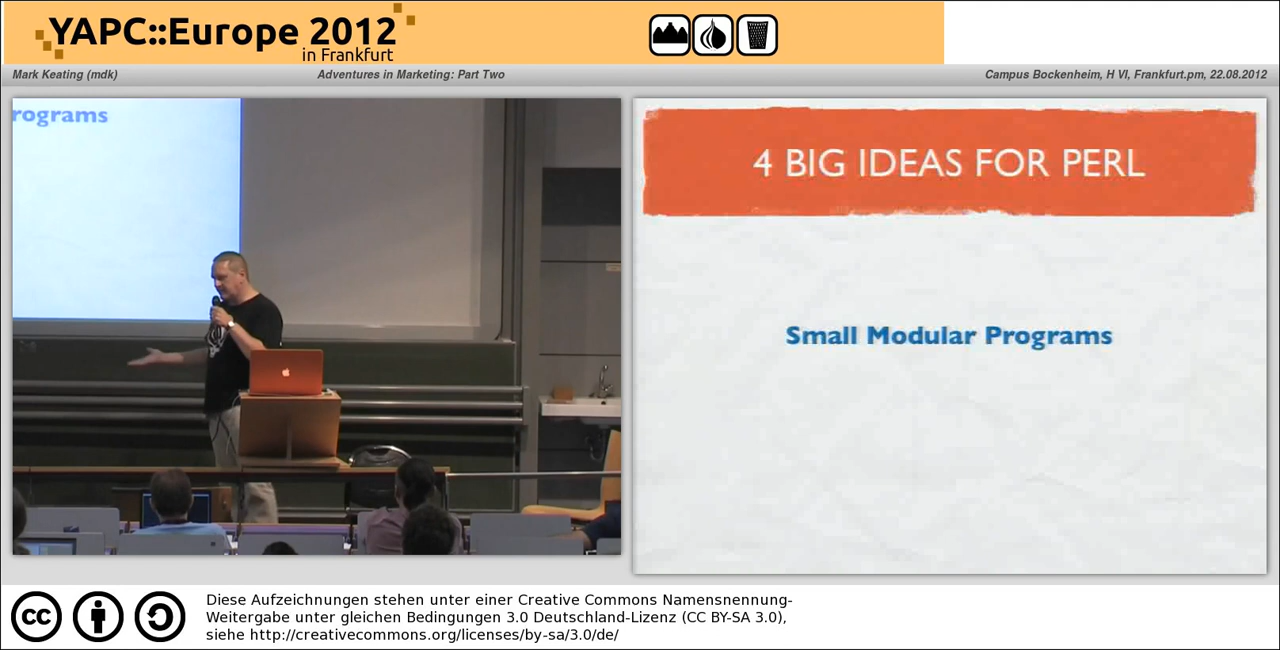 YAPC::Europe 2012
in Frankfurt
Mark Keating (mdk)
Adventures in Marketing: Part Two
Campus Bockenheim, H VI, Frankfurt.pm, 22.08.2012
rograms
4 BIG IDEAS FOR PERL
Small Modular Programs
cc
Diese Aufzeichnungen stehen unter einer Creative Commons Namensnennung-
Weitergabe unter gleichen Bedingungen 3.0 Deutschland-Lizenz (CC BY-SA 3.0),
siehe http://creativecommons.org/licenses/by-sa/3.0/de/